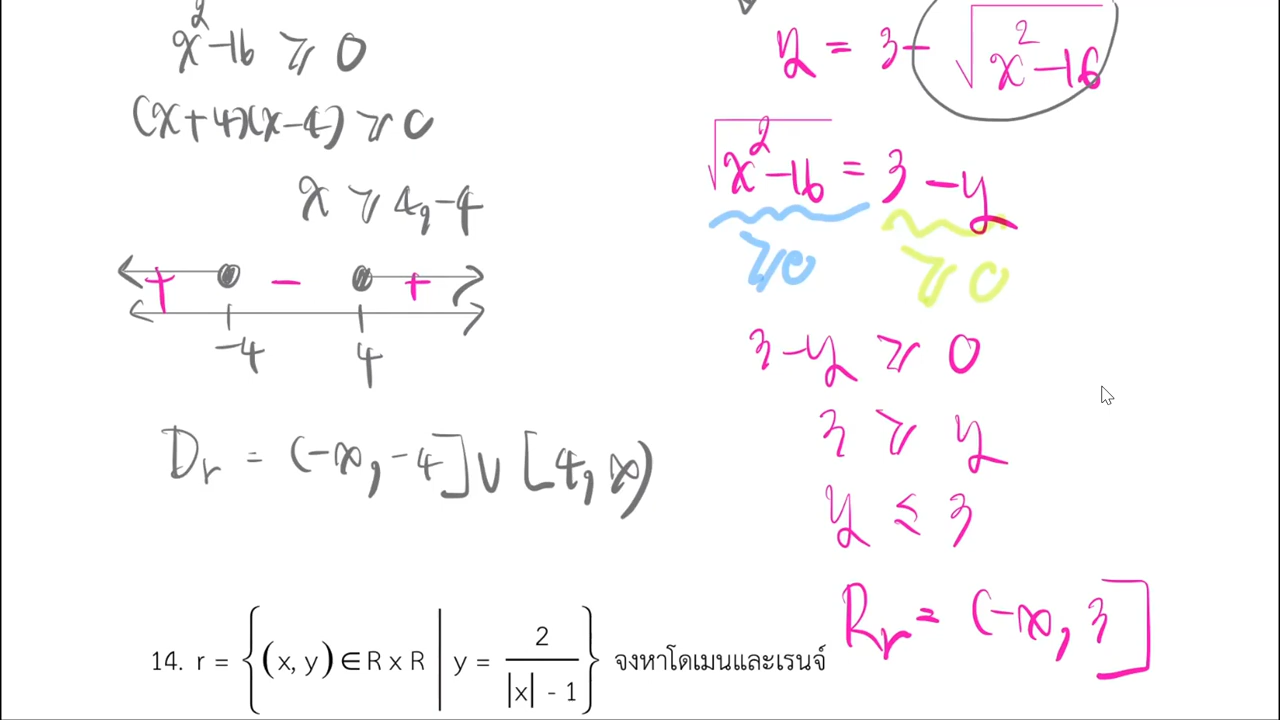 x² - 16 ≥ 0
(x+4)(x-4) ≥ 0
x ≥ 4, -4
+ - +
-4 4
Dr = (-∞, -4] ∪ [4, ∞)
y = 3 - √(x² - 16)
√(x² - 16) = 3 - y
≥0 ≥0
3 - y ≥ 0
3 ≥ y
y ≤ 3
Rr = (-∞, 3]
14. r = {(x, y) ∈ R x R | y = 2 / (|x| - 1)} จงหาโดเมนและเรนจ์